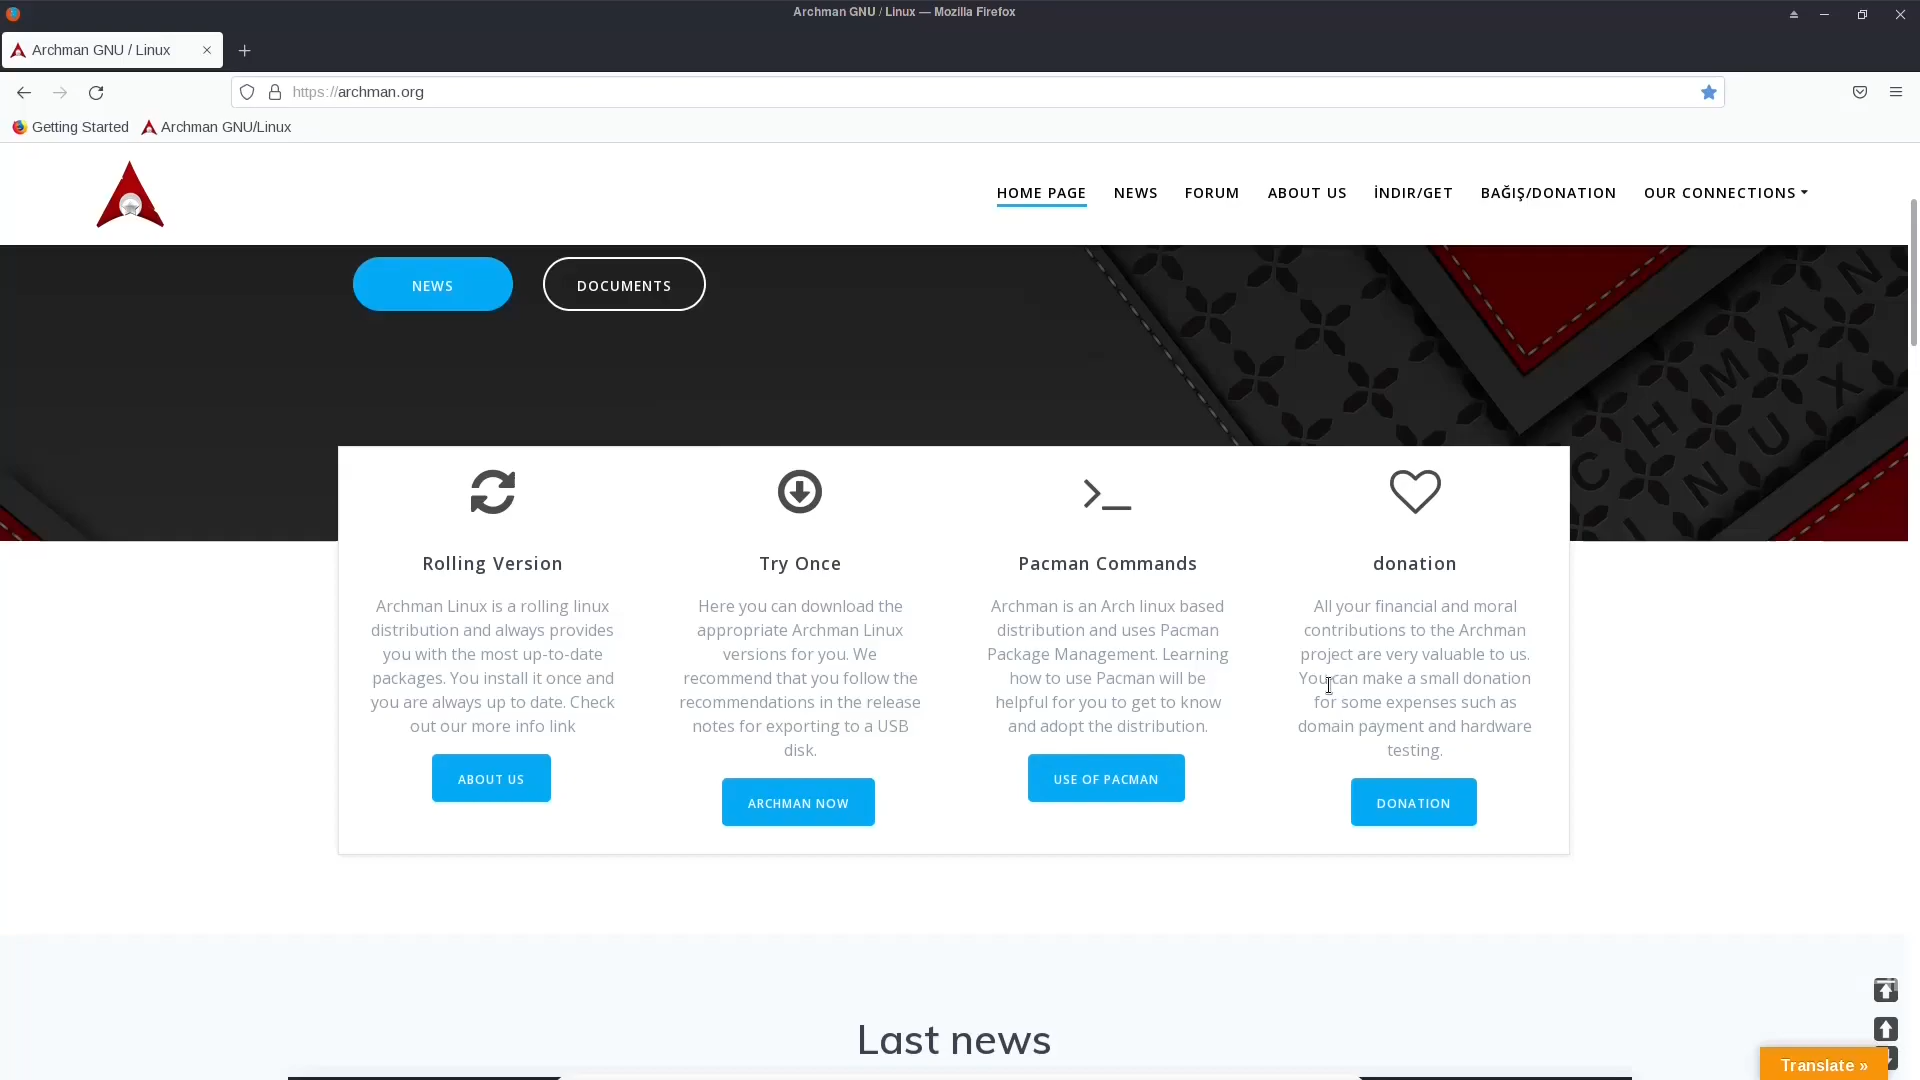 Archman GNU / Linux — Mozilla Firefox
Archman GNU / Linux
https://archman.org
Getting Started
Archman GNU/Linux
HOME PAGE
NEWS
FORUM
ABOUT US
İNDIR/GET
BAĞIŞ/DONATION
OUR CONNECTIONS
NEWS
DOCUMENTS
Rolling Version
Archman Linux is a rolling linux
distribution and always provides
you with the most up-to-date
packages. You install it once and
you are always up to date. Check
out our more info link
ABOUT US
Try Once
Here you can download the
appropriate Archman Linux
versions for you. We
recommend that you follow the
recommendations in the release
notes for exporting to a USB
disk.
ARCHMAN NOW
Pacman Commands
Archman is an Arch linux based
distribution and uses Pacman
Package Management. Learning
how to use Pacman will be
helpful for you to get to know
and adopt the distribution.
USE OF PACMAN
donation
All your financial and moral
contributions to the Archman
project are very valuable to us.
You can make a small donation
for some expenses such as
domain payment and hardware
testing.
DONATION
Last news
Translate »